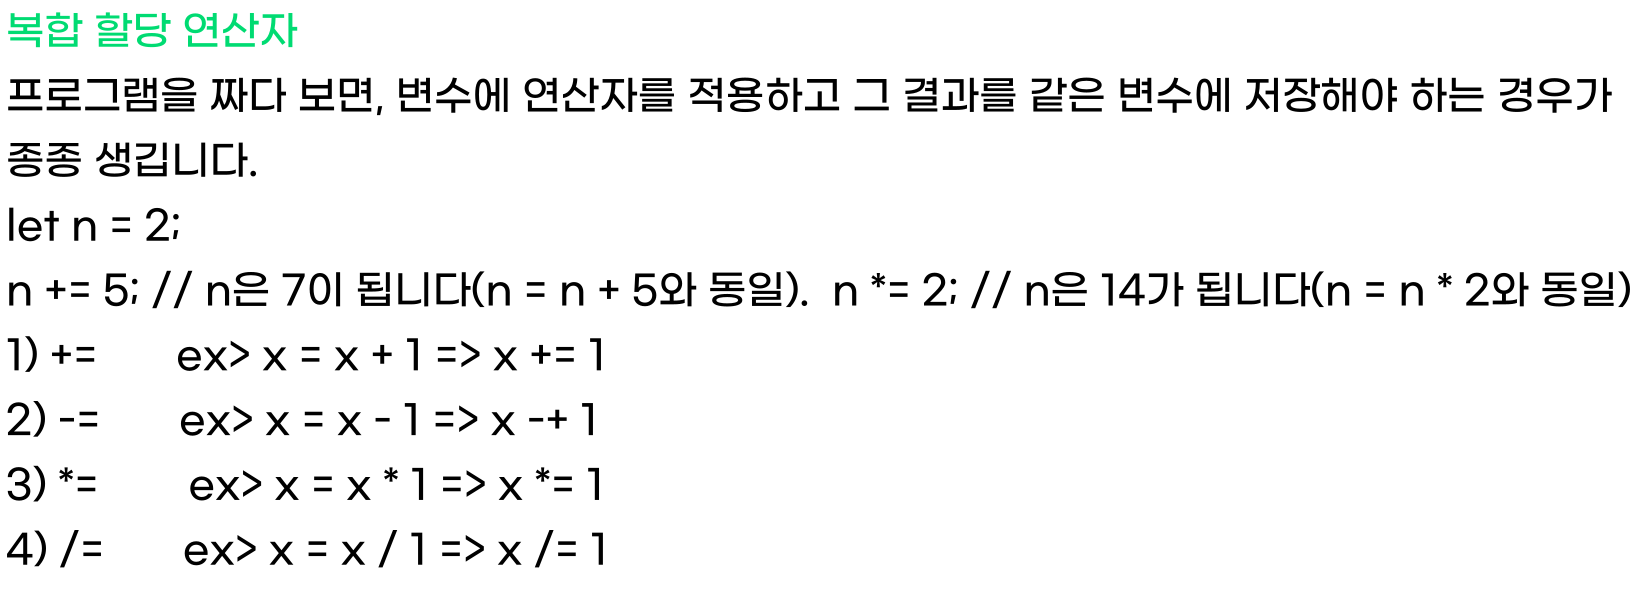 복합 할당 연산자
프로그램을 짜다 보면, 변수에 연산자를 적용하고 그 결과를 같은 변수에 저장해야 하는 경우가
종종 생깁니다.
let n = 2;
n += 5; // n은 7이 됩니다(n = n + 5와 동일).  n *= 2; // n은 14가 됩니다(n = n * 2와 동일)
1) +=       ex> x = x + 1 => x += 1
2) -=       ex> x = x - 1 => x -+ 1
3) *=        ex> x = x * 1 => x *= 1
4) /=       ex> x = x / 1 => x /= 1